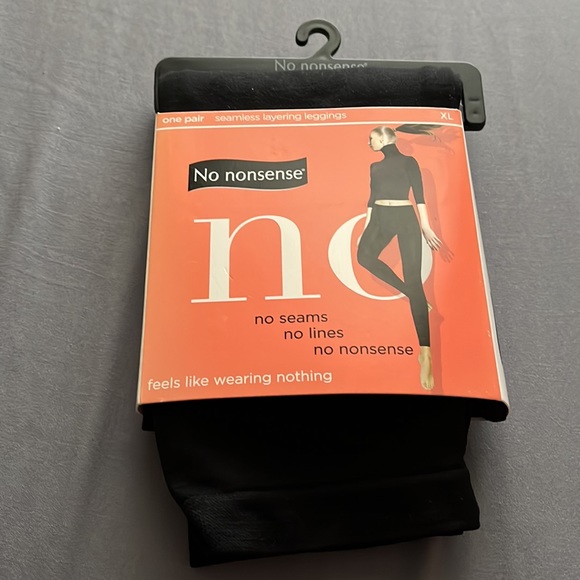 No nonsense®
one pair seamless layering leggings XL
No nonsense®
no
no seams
no lines
no nonsense
feels like wearing nothing